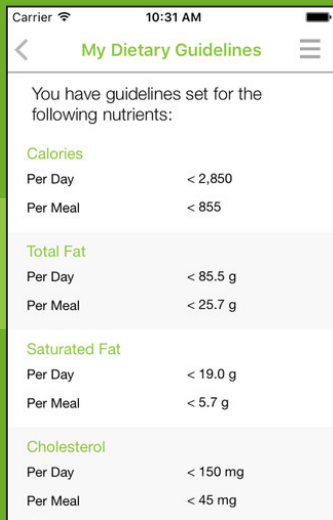 Carrier 10:31 AM
My Dietary Guidelines
You have guidelines set for the
following nutrients:
Calories
Per Day < 2,850
Per Meal < 855
Total Fat
Per Day < 85.5 g
Per Meal < 25.7 g
Saturated Fat
Per Day < 19.0 g
Per Meal < 5.7 g
Cholesterol
Per Day < 150 mg
Per Meal < 45 mg